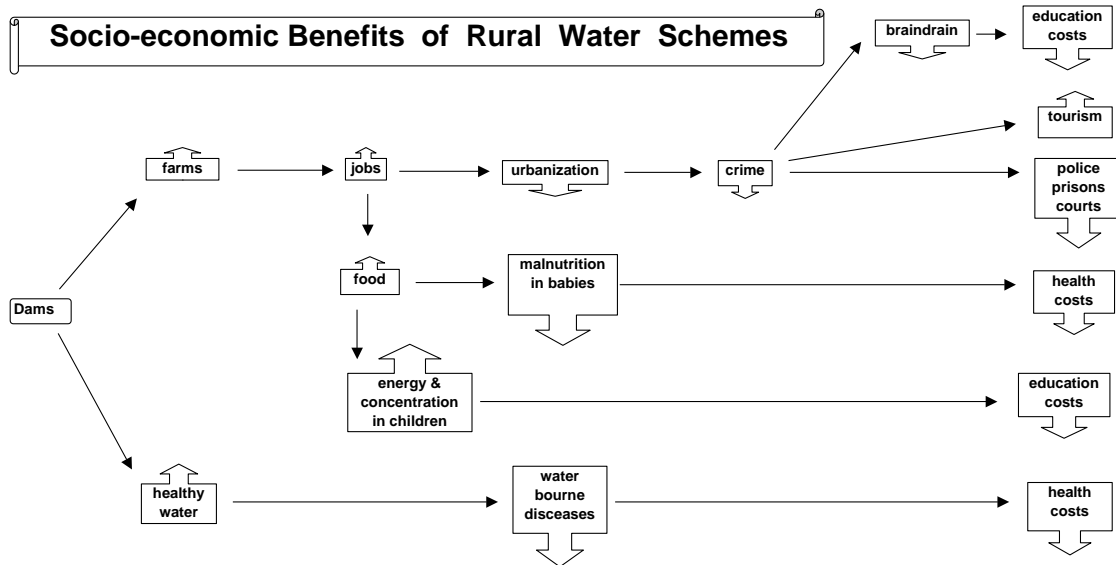 Socio-economic Benefits of Rural Water Schemes
braindrain
education
costs
tourism
farms
jobs
urbanization
crime
police
prisons
courts
food
malnutrition
in babies
health
costs
Dams
energy &
concentration
in children
education
costs
healthy
water
water
bourne
disceases
health
costs